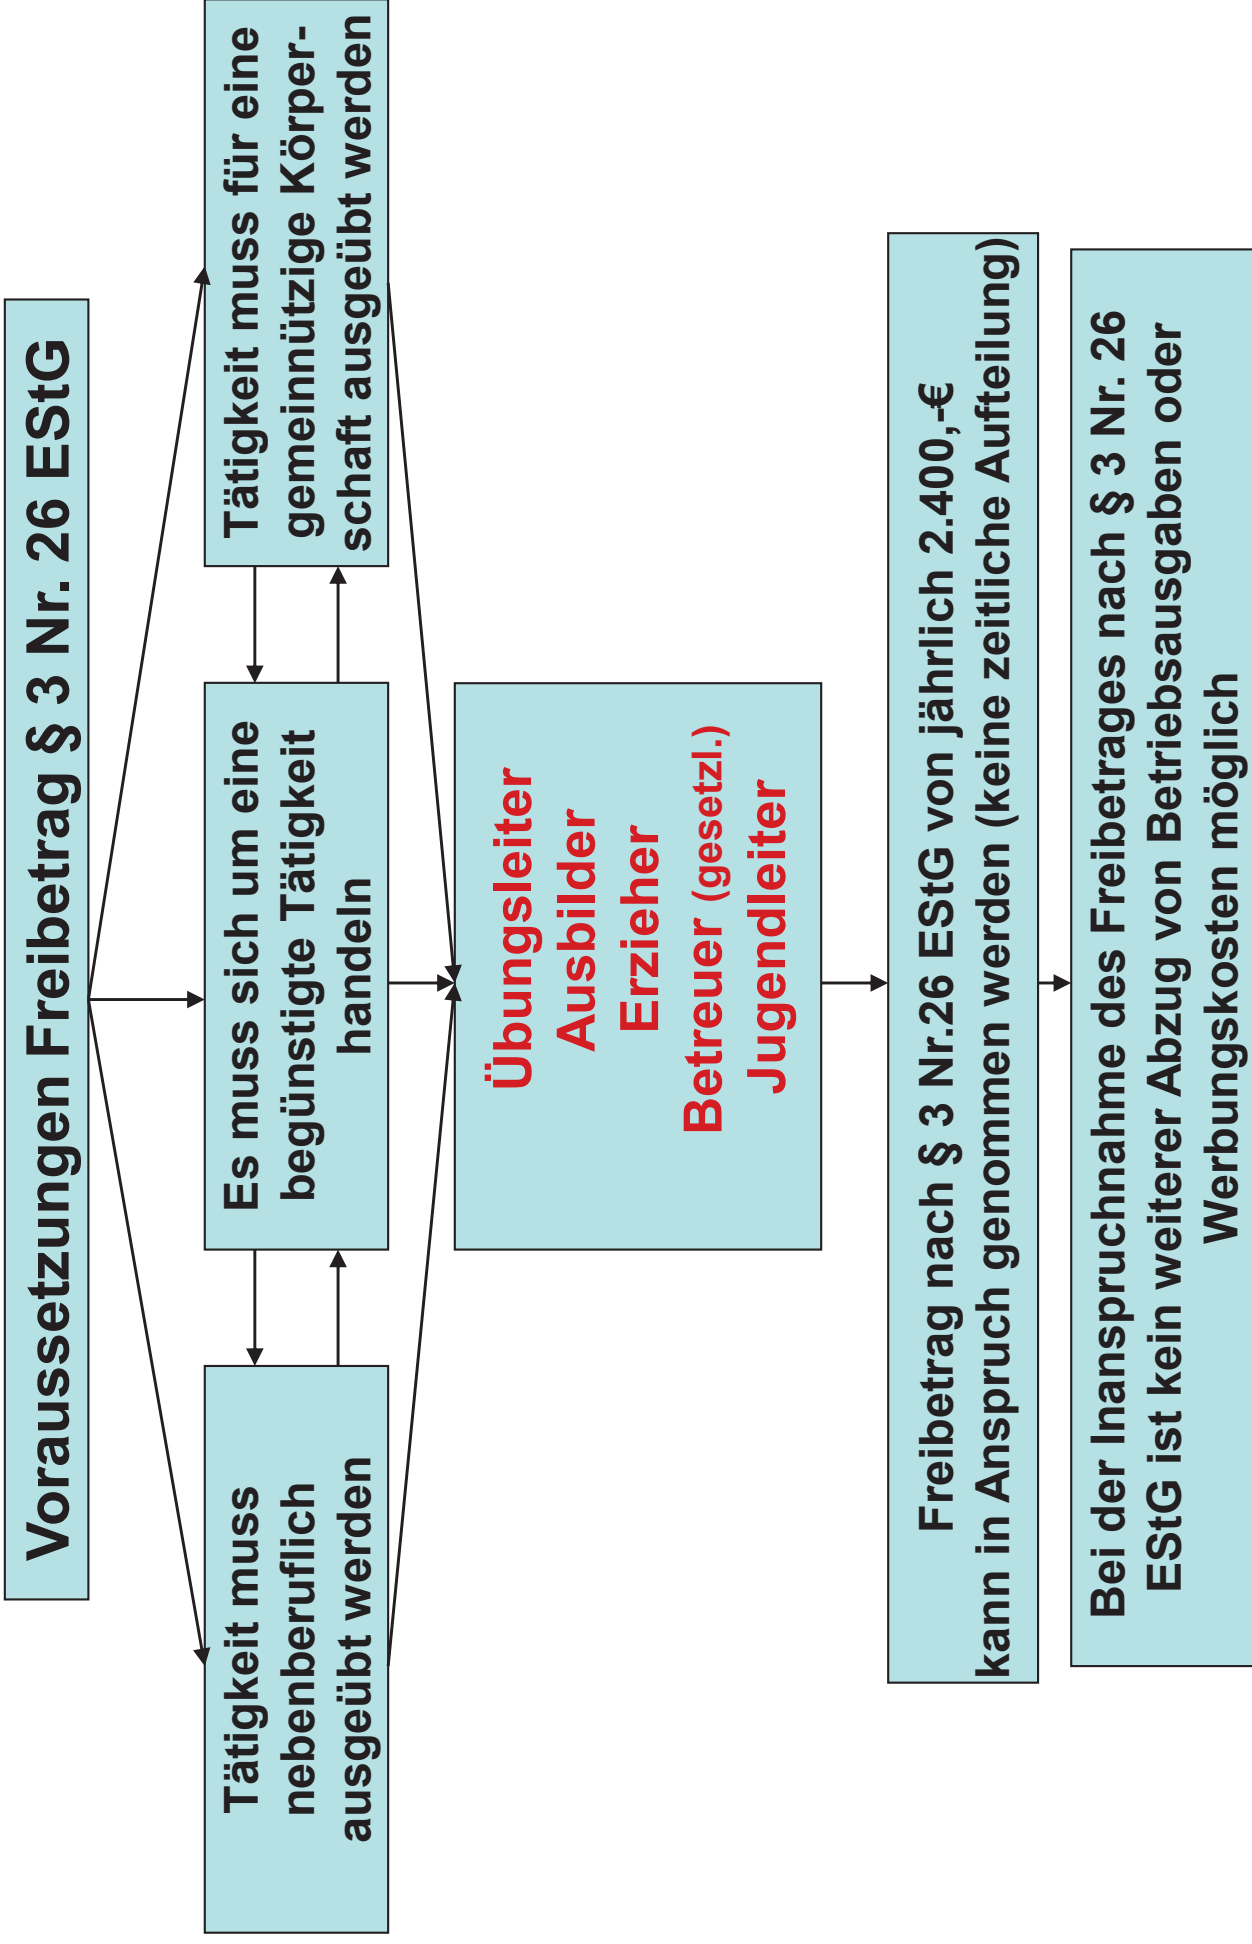 Voraussetzungen Freibetrag § 3 Nr. 26 EStG
Tätigkeit muss
nebenberuflich
ausgeübt werden
Es muss sich um eine
begünstigte Tätigkeit
handeln
Tätigkeit muss für eine
gemeinnützige Körper-
schaft ausgeübt werden
Übungsleiter
Ausbilder
Erzieher
Betreuer (gesetzl.)
Jugendleiter
Freibetrag nach § 3 Nr.26 EStG von jährlich 2.400,-€
kann in Anspruch genommen werden (keine zeitliche Aufteilung)
Bei der Inanspruchnahme des Freibetrages nach § 3 Nr. 26
EStG ist kein weiterer Abzug von Betriebsausgaben oder
Werbungskosten möglich